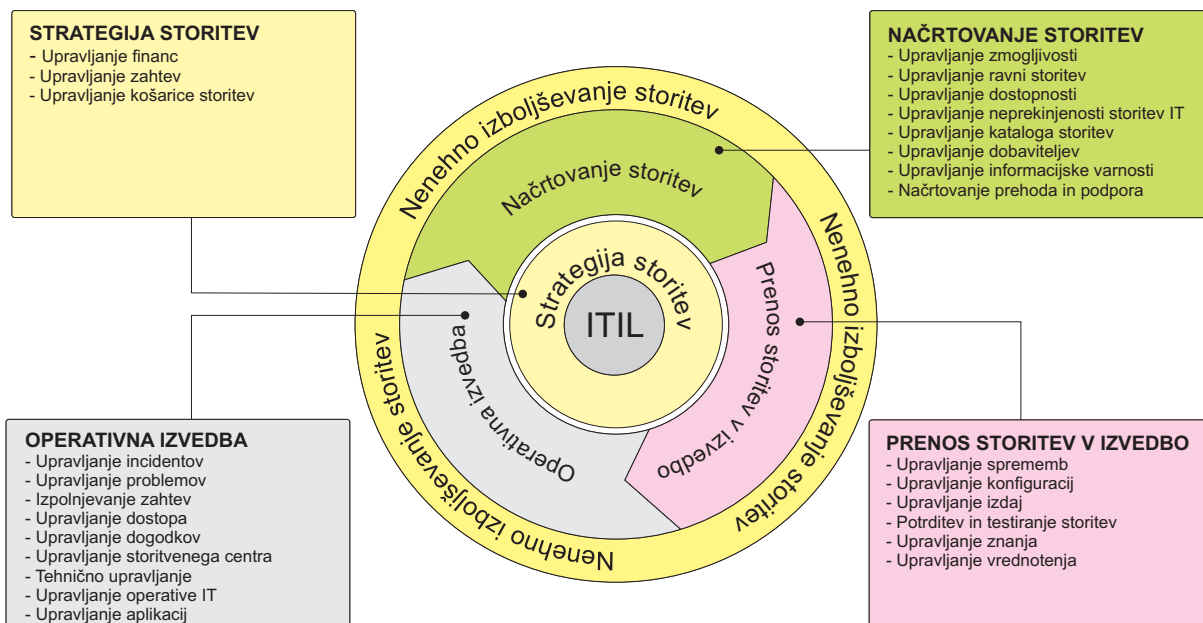 STRATEGIJA STORITEV
- Upravljanje financ
- Upravljanje zahtev
- Upravljanje košarice storitev
NAČRTOVANJE STORITEV
- Upravljanje zmogljivosti
- Upravljanje ravni storitev
- Upravljanje dostopnosti
- Upravljanje neprekinjenosti storitev IT
- Upravljanje kataloga storitev
- Upravljanje dobaviteljev
- Upravljanje informacijske varnosti
- Načrtovanje prehoda in podpora
Nenehno izboljševanje storitev
Nenehno izboljševanje storitev
Nenehno izboljševanje storitev
Načrtovanje storitev
Prenos storitev v izvedbo
Operativna izvedba
Strategija storitev
ITIL
OPERATIVNA IZVEDBA
- Upravljanje incidentov
- Upravljanje problemov
- Izpolnjevanje zahtev
- Upravljanje dostopa
- Upravljanje dogodkov
- Upravljanje storitvenega centra
- Tehnično upravljanje
- Upravljanje operative IT
- Upravljanje aplikacij
PRENOS STORITEV V IZVEDBO
- Upravljanje sprememb
- Upravljanje konfiguracij
- Upravljanje izdaj
- Potrditev in testiranje storitev
- Upravljanje znanja
- Upravljanje vrednotenja